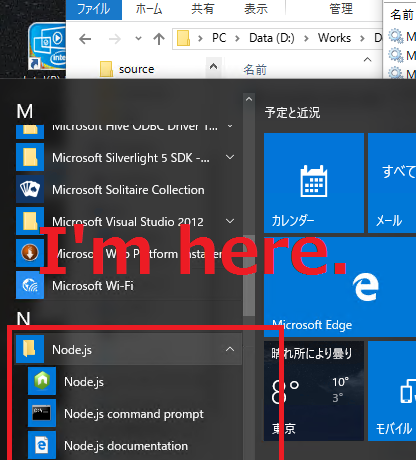 ファイル ホーム 共有 表示 管理
PC Data (D:) Works D
source
名前
名前
M
M
M
M
Microsoft Hive ODBC Driver 1...
Microsoft Silverlight 5 SDK -...
Microsoft Solitaire Collection
Microsoft Visual Studio 2012
Microsoft Web Platform Installer
Microsoft Wi-Fi
I'm here.
N
Node.js
Node.js
Node.js command prompt
Node.js documentation
予定と近況
カレンダー
すべて
メール
Microsoft Edge
晴れ所により曇り
8°
10°
3°
東京
モバイル